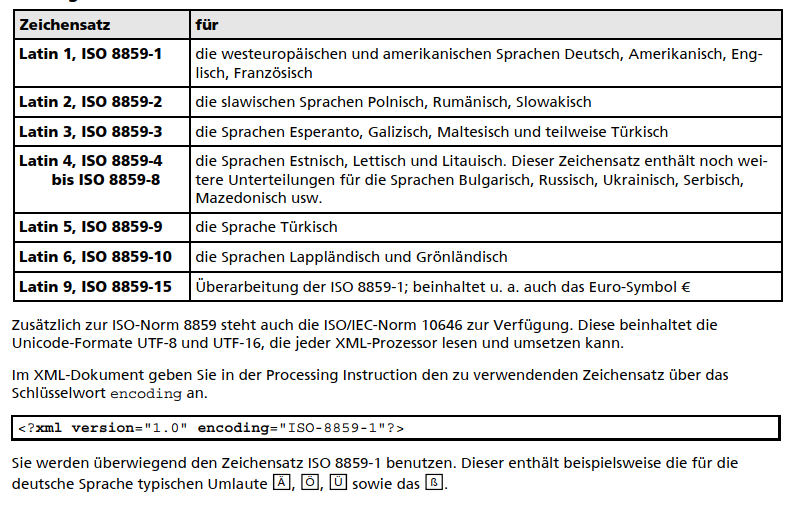 Zeichensatz für
Latin 1, ISO 8859-1 die westeuropäischen und amerikanischen Sprachen Deutsch, Amerikanisch, Eng-
lisch, Französisch
Latin 2, ISO 8859-2 die slawischen Sprachen Polnisch, Rumänisch, Slowakisch
Latin 3, ISO 8859-3 die Sprachen Esperanto, Galizisch, Maltesisch und teilweise Türkisch
Latin 4, ISO 8859-4 die Sprachen Estnisch, Lettisch und Litauisch. Dieser Zeichensatz enthält noch wei-
bis ISO 8859-8 tere Unterteilungen für die Sprachen Bulgarisch, Russisch, Ukrainisch, Serbisch,
Mazedonisch usw.
Latin 5, ISO 8859-9 die Sprache Türkisch
Latin 6, ISO 8859-10 die Sprachen Lappländisch und Grönländisch
Latin 9, ISO 8859-15 Überarbeitung der ISO 8859-1; beinhaltet u. a. auch das Euro-Symbol €
Zusätzlich zur ISO-Norm 8859 steht auch die ISO/IEC-Norm 10646 zur Verfügung. Diese beinhaltet die
Unicode-Formate UTF-8 und UTF-16, die jeder XML-Prozessor lesen und umsetzen kann.
Im XML-Dokument geben Sie in der Processing Instruction den zu verwendenden Zeichensatz über das
Schlüsselwort encoding an.
<?xml version="1.0" encoding="ISO-8859-1"?>
Sie werden überwiegend den Zeichensatz ISO 8859-1 benutzen. Dieser enthält beispielsweise die für die
deutsche Sprache typischen Umlaute Ä, Ö, Ü sowie das ß.